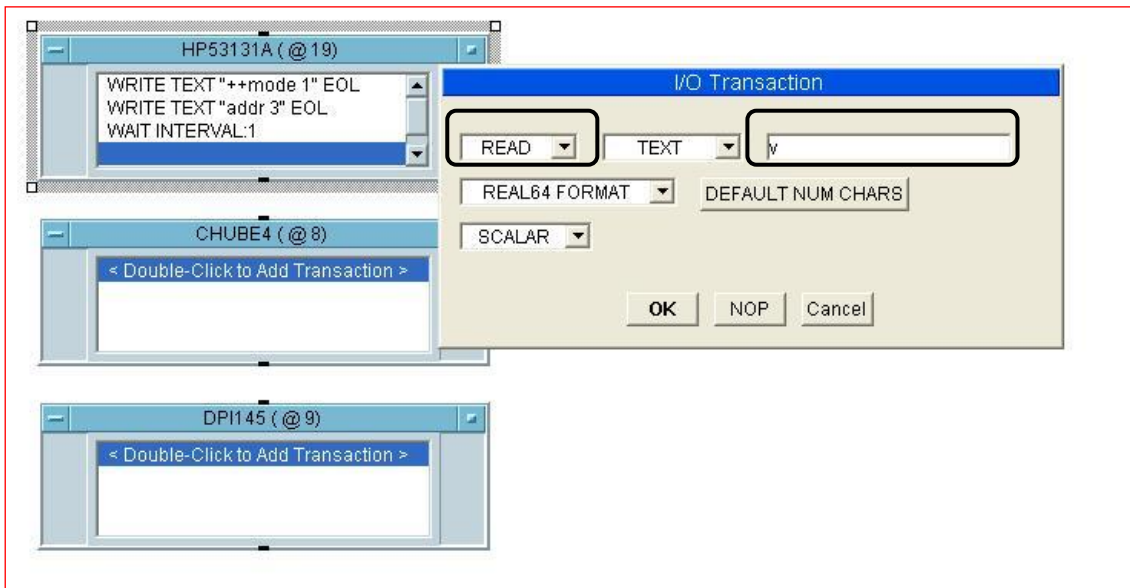 HP53131A ( @ 19)
WRITE TEXT "++mode 1" EOL
WRITE TEXT "addr 3" EOL
WAIT INTERVAL:1
I/O Transaction
READ TEXT v
REAL64 FORMAT DEFAULT NUM CHARS
SCALAR
OK NOP Cancel
CHUBE4 ( @ 8)
< Double-Click to Add Transaction >
DPI145 ( @ 9)
< Double-Click to Add Transaction >